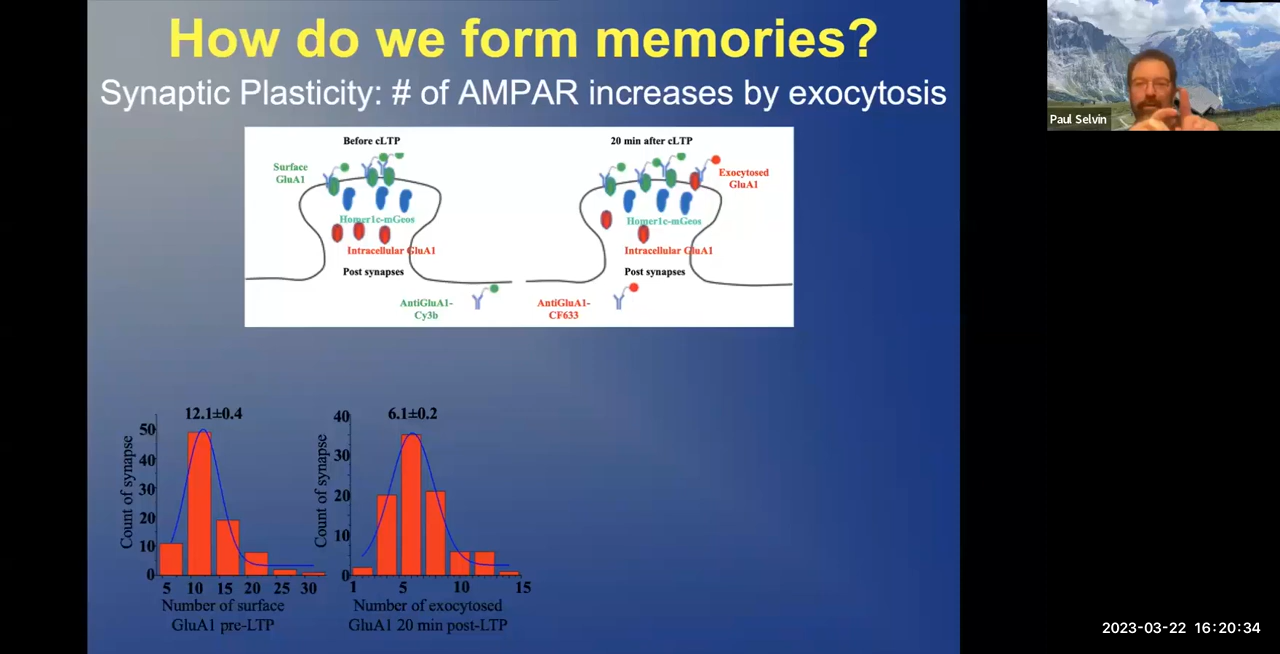 How do we form memories?
Synaptic Plasticity: # of AMPAR increases by exocytosis
Paul Selvin
Before cLTP
20 min after cLTP
Surface
GluA1
Exocytosed
GluA1
Homer1c-mGeos
Homer1c-mGeos
Intracellular GluA1
Intracellular GluA1
Post synapses
Post synapses
AntiGluA1-
Cy3b
AntiGluA1-
CF633
12.1±0.4
Count of synapse
50
40
30
20
10
0
5 10 15 20 25 30
Number of surface
GluA1 pre-LTP
6.1±0.2
Count of synapse
40
30
20
10
0
1 5 10 15
Number of exocytosed
GluA1 20 min post-LTP
2023-03-22 16:20:34